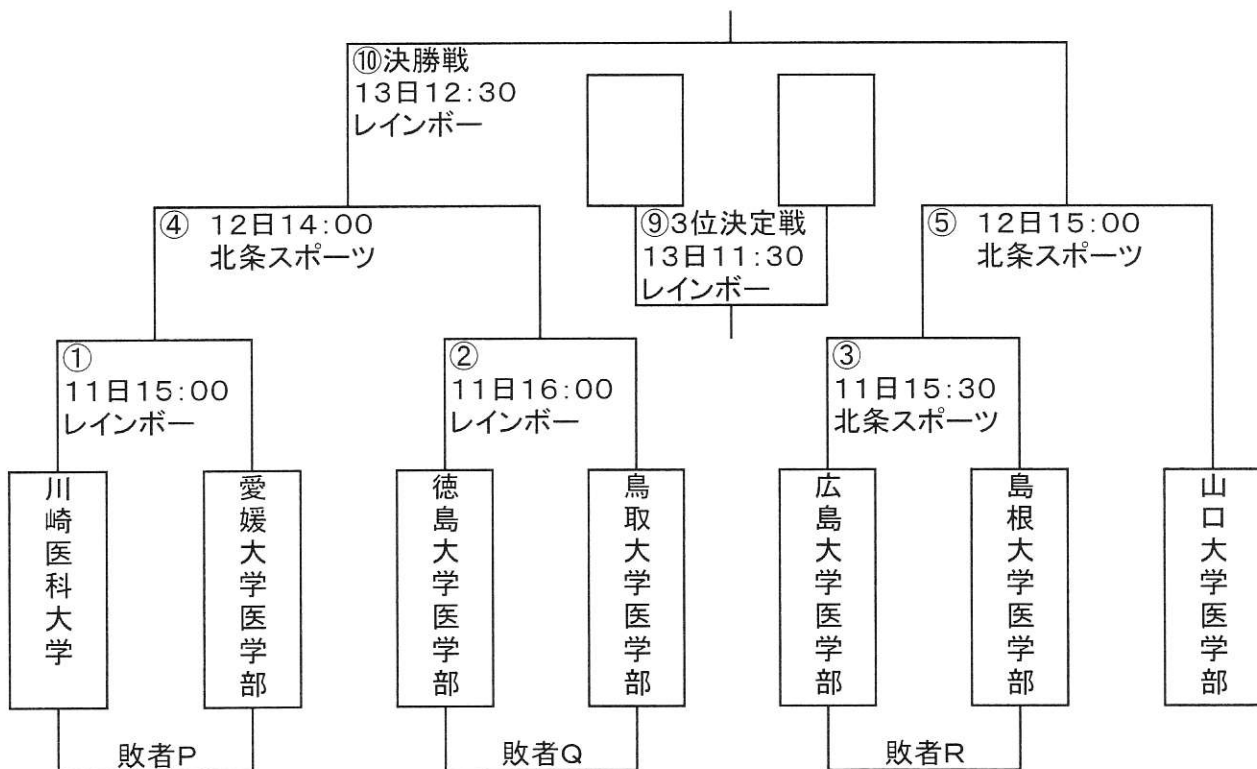 ⑩決勝戦
13日12:30
レインボー
④ 12日14:00
北条スポーツ
⑨3位決定戦
13日11:30
レインボー
⑤ 12日15:00
北条スポーツ
①
11日15:00
レインボー
②
11日16:00
レインボー
③
11日15:30
北条スポーツ
川崎医科大学
愛媛大学医学部
徳島大学医学部
鳥取大学医学部
広島大学医学部
島根大学医学部
山口大学医学部
敗者P
敗者Q
敗者R